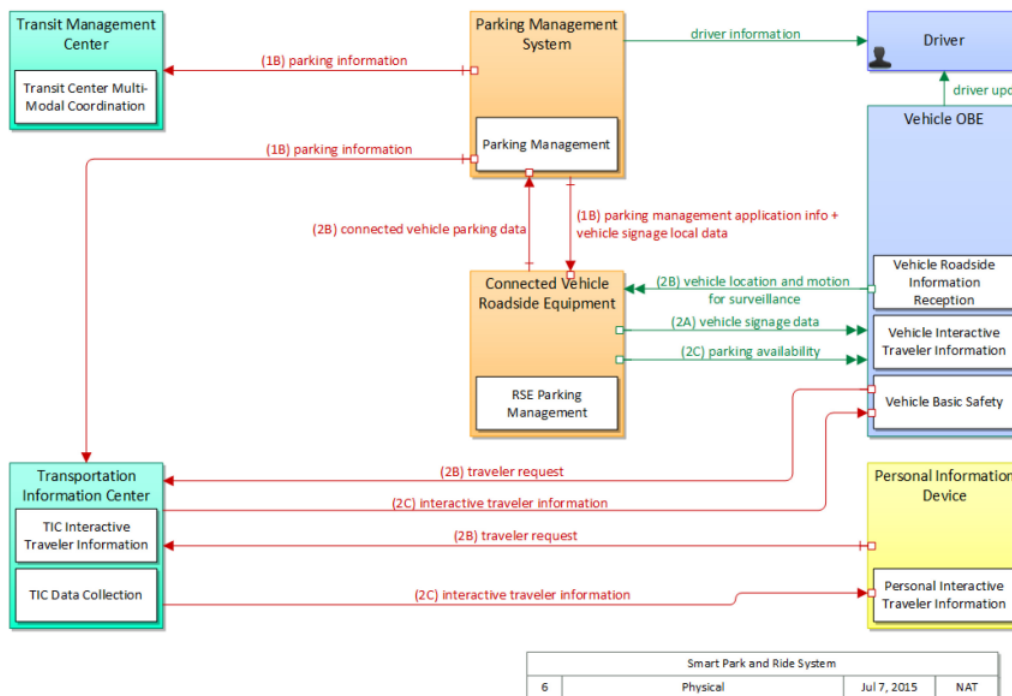 Transit Management
Center
Transit Center Multi-
Modal Coordination
(1B) parking information
Parking Management
System
Parking Management
driver information
Driver
driver upd
Vehicle OBE
Vehicle Roadside
Information
Reception
Vehicle Interactive
Traveler Information
Vehicle Basic Safety
(1B) parking information
(2B) connected vehicle parking data
(1B) parking management application info +
vehicle signage local data
Connected Vehicle
Roadside Equipment
RSE Parking
Management
(2B) vehicle location and motion
for surveillance
(2A) vehicle signage data
(2C) parking availability
Transportation
Information Center
TIC Interactive
Traveler Information
TIC Data Collection
(2B) traveler request
(2C) interactive traveler information
(2B) traveler request
(2C) interactive traveler information
Personal Information
Device
Personal Interactive
Traveler Information
Smart Park and Ride System
6 Physical Jul 7, 2015 NAT